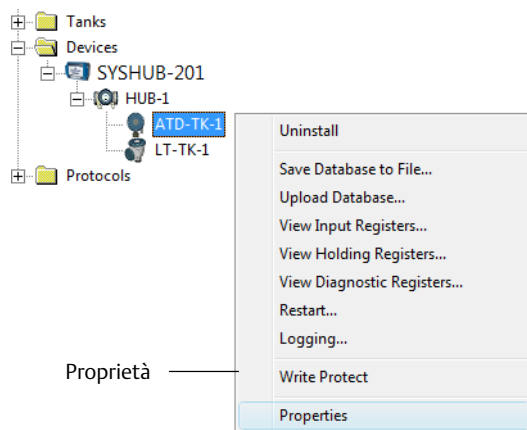 Tanks
Devices
SYSHUB-201
HUB-1
ATD-TK-1
LT-TK-1
Protocols
Uninstall
Save Database to File...
Upload Database...
View Input Registers...
View Holding Registers...
View Diagnostic Registers...
Restart...
Logging...
Write Protect
Properties
Proprietà